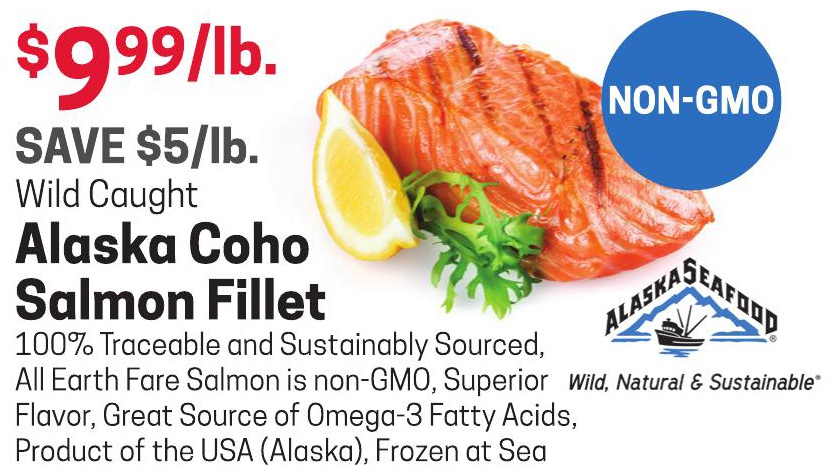 $9.99/lb.
SAVE $5/lb.
Wild Caught
Alaska Coho
Salmon Fillet
100% Traceable and Sustainably Sourced,
All Earth Fare Salmon is non-GMO, Superior
Flavor, Great Source of Omega-3 Fatty Acids,
Product of the USA (Alaska), Frozen at Sea
NON-GMO
ALASKA SEAFOOD®
Wild, Natural & Sustainable®